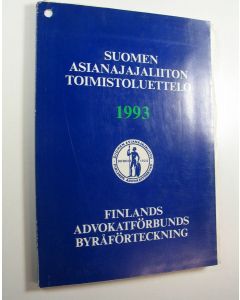 SUOMEN
ASIANAJAJALIITON
TOIMISTOLUETTELO
1993
FINLANDS
ADVOKATFÖRBUNDS
BYRÅFÖRTECKNING